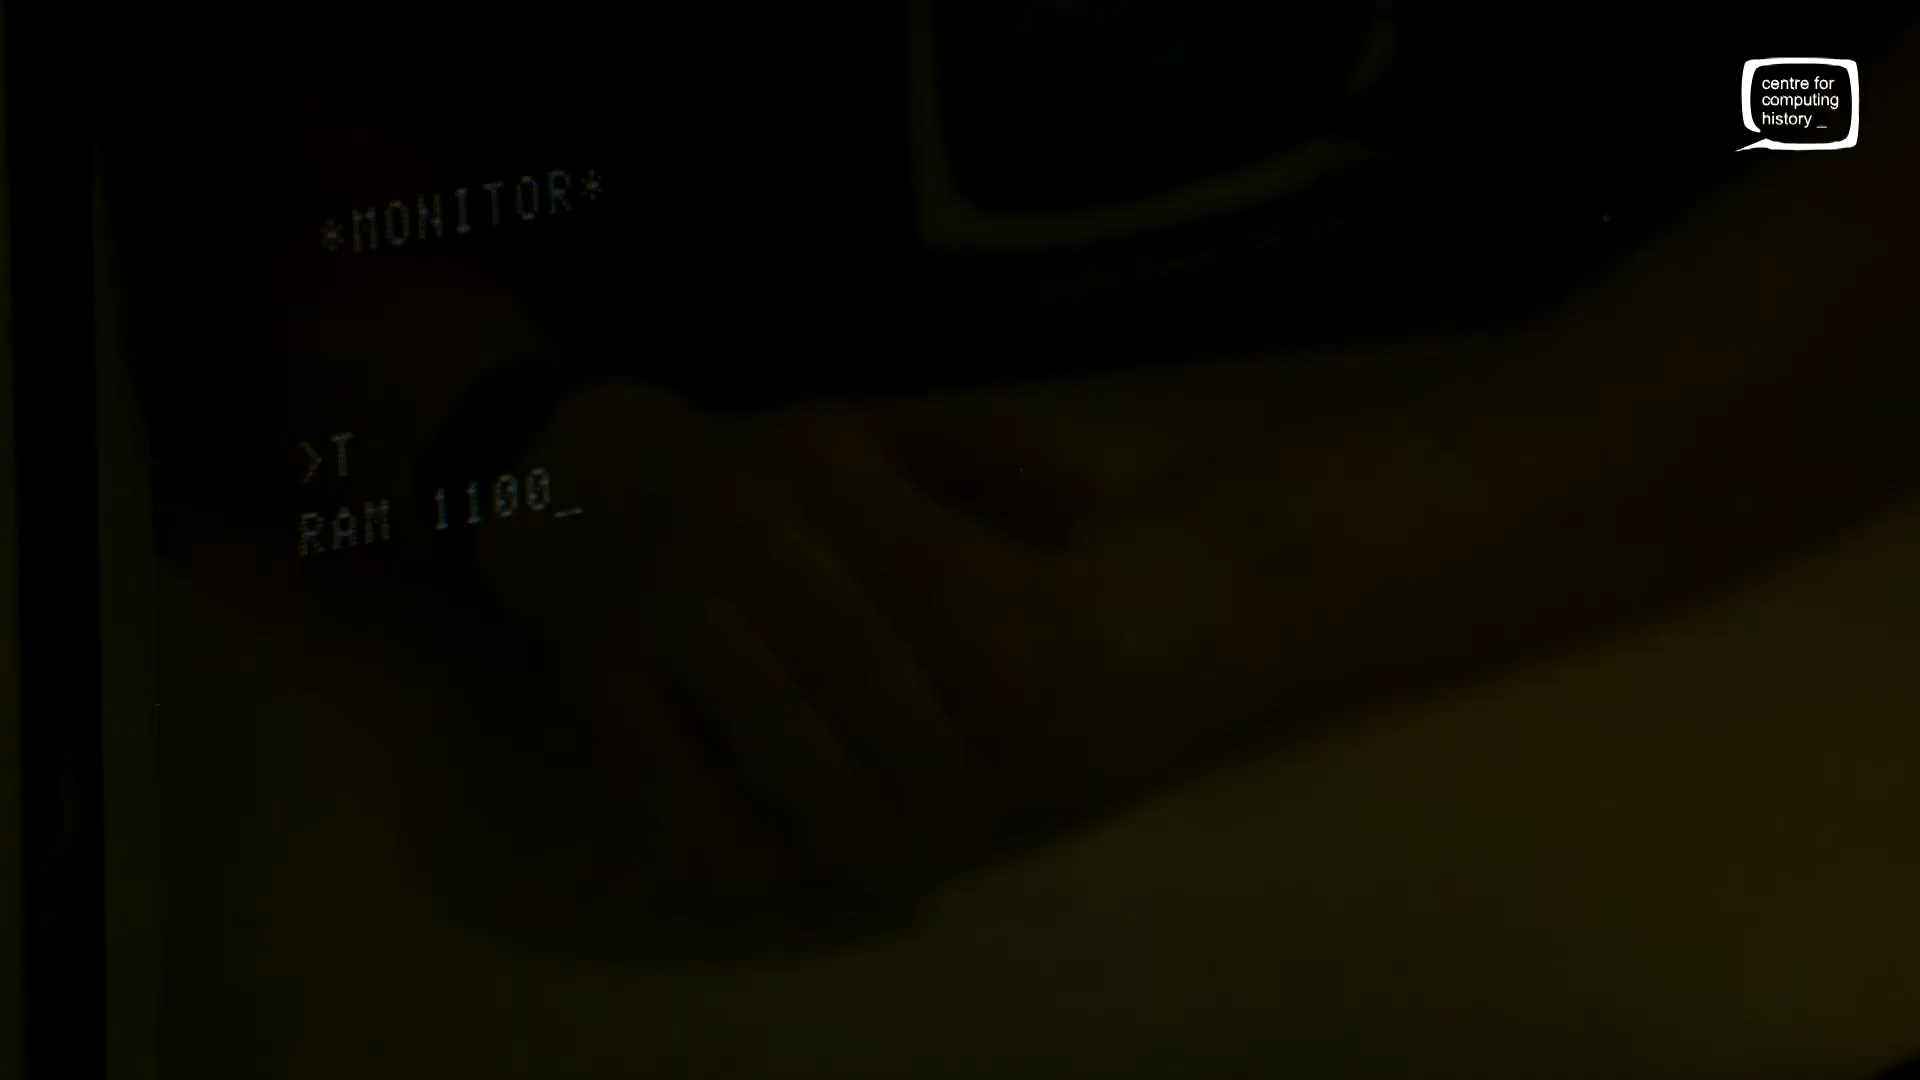 centre for
computing
history _
*MONITOR*
>T
RAM 1100_